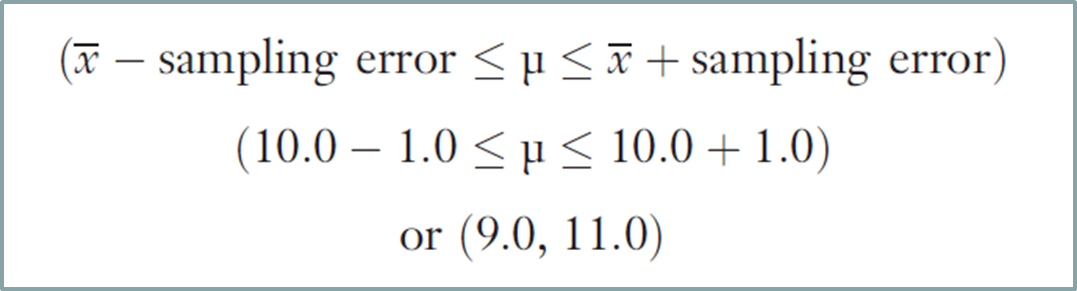 (x̅ − sampling error ≤ μ ≤ x̅ + sampling error)
(10.0 − 1.0 ≤ μ ≤ 10.0 + 1.0)
or (9.0, 11.0)